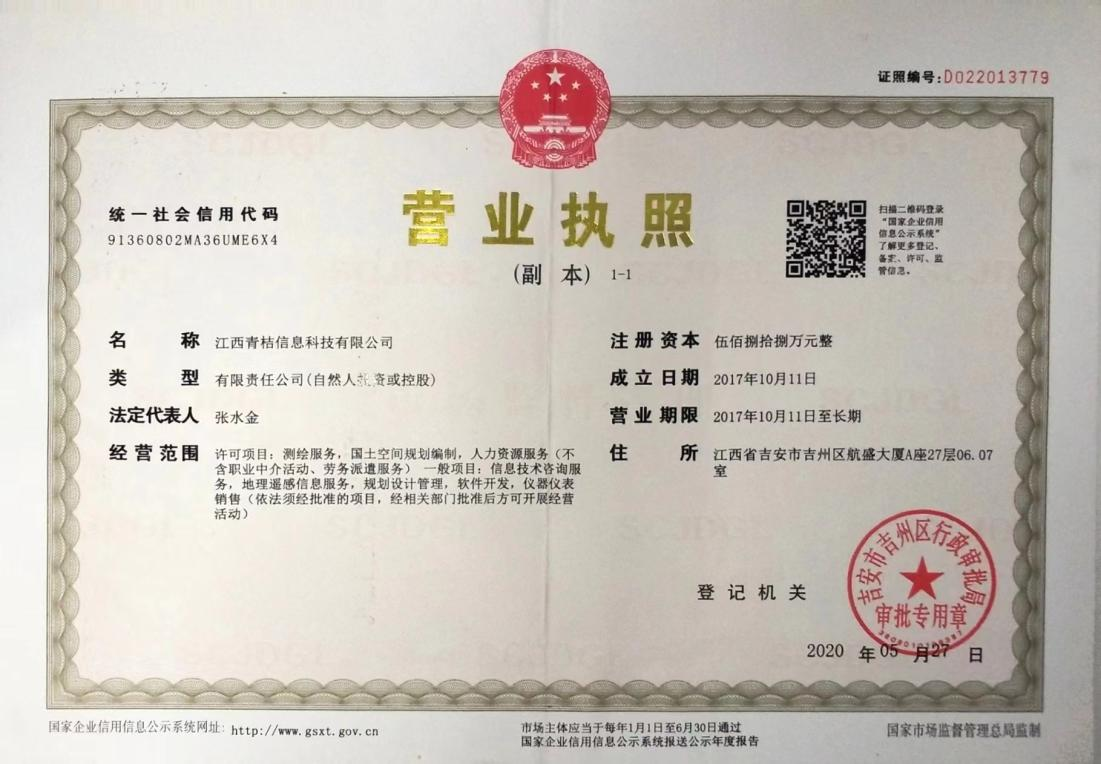 证照编号:D022013779
统一社会信用代码
91360802MA36UME6X4
营业执照
(副 本) 1-1
扫描二维码登录
“国家企业信用
信息公示系统”
了解更多登记、
备案、许可、监
管信息。
名 称 江西青桔信息科技有限公司
类 型 有限责任公司(自然人投资或控股)
法定代表人 张水金
经营范围 许可项目:测绘服务,国土空间规划编制,人力资源服务(不
含职业中介活动、劳务派遣服务) 一般项目:信息技术咨询服
务,地理遥感信息服务,规划设计管理,软件开发,仪器仪表
销售(依法须经批准的项目,经相关部门批准后方可开展经营
活动)
注册资本 伍佰捌拾捌万元整
成立日期 2017年10月11日
营业期限 2017年10月11日至长期
住 所 江西省吉安市吉州区航盛大厦A座27层06.07
室
登记机关
吉安市吉州区行政审批局
审批专用章
2020 年05 月27 日
国家企业信用信息公示系统网址: http://www.gsxt.gov.cn
市场主体应当于每年1月1日至6月30日通过
国家企业信用信息公示系统报送公示年度报告
国家市场监督管理总局监制